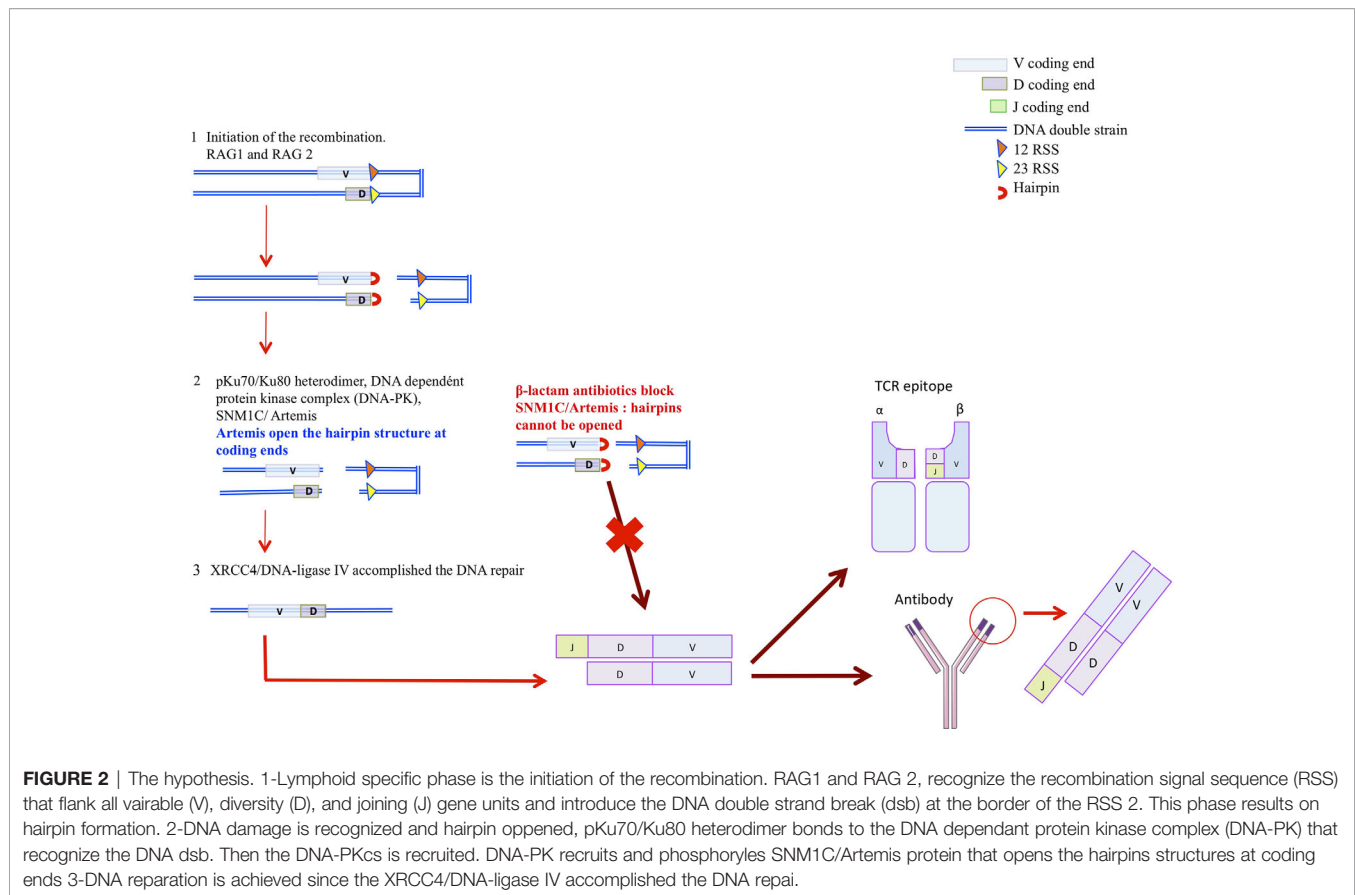 V coding end
D coding end
J coding end
DNA double strain
12 RSS
23 RSS
Hairpin
1 Initiation of the recombination.
RAG1 and RAG 2
V
D
V
D
2 pKu70/Ku80 heterodimer, DNA dependént
protein kinase complex (DNA-PK),
SNM1C/ Artemis
Artemis open the hairpin structure at
coding ends
V
D
β-lactam antibiotics block
SNM1C/Artemis : hairpins
cannot be opened
V
D
TCR epitope
α β
V D D J V
3 XRCC4/DNA-ligase IV accomplished the DNA repair
V D
J D V
D V
Antibody
V
V
D
D
J
FIGURE 2 | The hypothesis. 1-Lymphoid specific phase is the initiation of the recombination. RAG1 and RAG 2, recognize the recombination signal sequence (RSS)
that flank all vairable (V), diversity (D), and joining (J) gene units and introduce the DNA double strand break (dsb) at the border of the RSS 2. This phase results on
hairpin formation. 2-DNA damage is recognized and hairpin oppened, pKu70/Ku80 heterodimer bonds to the DNA dependant protein kinase complex (DNA-PK) that
recognize the DNA dsb. Then the DNA-PKcs is recruited. DNA-PK recruits and phosphoryles SNM1C/Artemis protein that opens the hairpins structures at coding
ends 3-DNA reparation is achieved since the XRCC4/DNA-ligase IV accomplished the DNA repai.